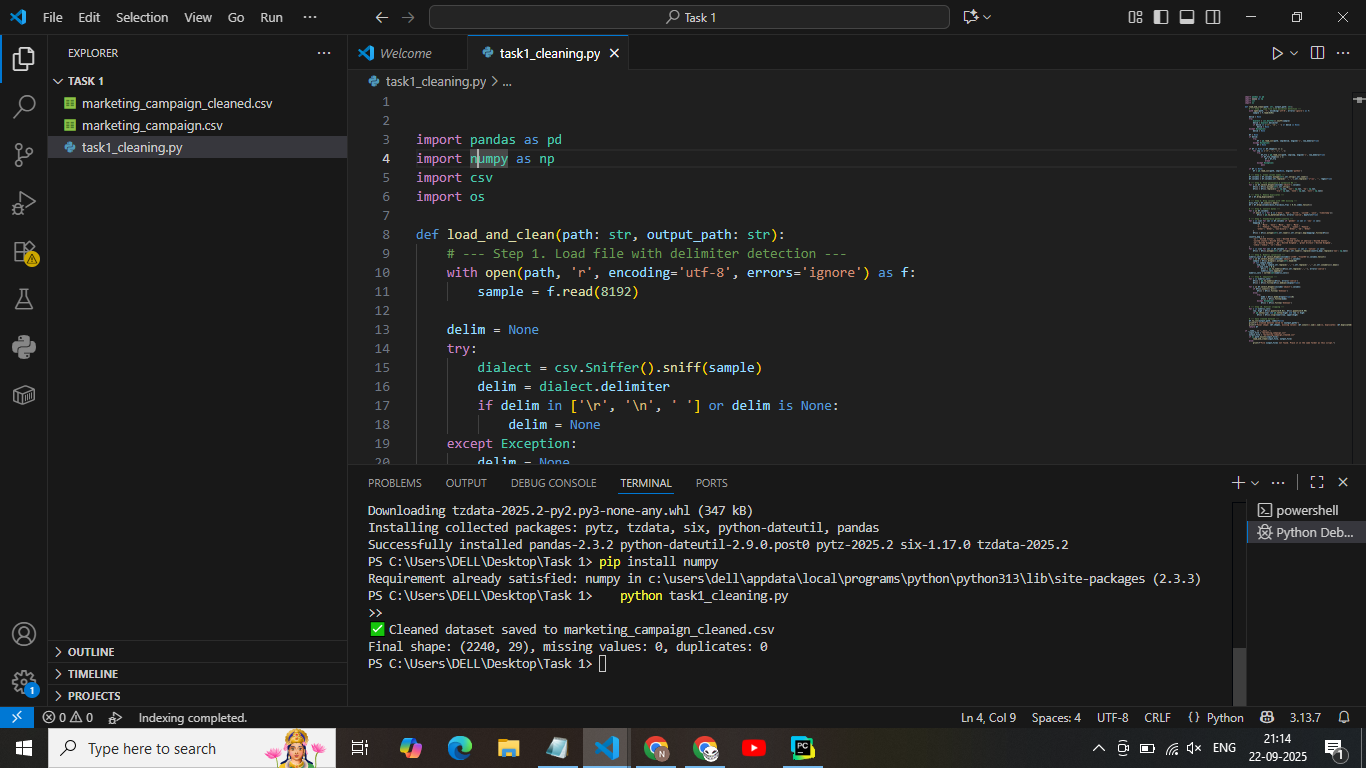 File Edit Selection View Go Run ···
Task 1
EXPLORER ···
TASK 1
marketing_campaign_cleaned.csv
marketing_campaign.csv
task1_cleaning.py
OUTLINE
TIMELINE
PROJECTS
Welcome
task1_cleaning.py
task1_cleaning.py > ...
1
2
3 import pandas as pd
4 import numpy as np
5 import csv
6 import os
7
8 def load_and_clean(path: str, output_path: str):
9 # --- Step 1. Load file with delimiter detection ---
10 with open(path, 'r', encoding='utf-8', errors='ignore') as f:
11 sample = f.read(8192)
12
13 delim = None
14 try:
15 dialect = csv.Sniffer().sniff(sample)
16 delim = dialect.delimiter
17 if delim in ['\r', '\n', ' '] or delim is None:
18 delim = None
19 except Exception:
20 delim = None
PROBLEMS OUTPUT DEBUG CONSOLE TERMINAL PORTS
Downloading tzdata-2025.2-py2.py3-none-any.whl (347 kB)
Installing collected packages: pytz, tzdata, six, python-dateutil, pandas
Successfully installed pandas-2.3.2 python-dateutil-2.9.0.post0 pytz-2025.2 six-1.17.0 tzdata-2025.2
PS C:\Users\DELL\Desktop\Task 1> pip install numpy
Requirement already satisfied: numpy in c:\users\dell\appdata\local\programs\python\python313\lib\site-packages (2.3.3)
PS C:\Users\DELL\Desktop\Task 1> python task1_cleaning.py
>>
✅ Cleaned dataset saved to marketing_campaign_cleaned.csv
Final shape: (2240, 29), missing values: 0, duplicates: 0
PS C:\Users\DELL\Desktop\Task 1>
powershell
Python Deb...
1
0 0 Indexing completed.
Ln 4, Col 9 Spaces: 4 UTF-8 CRLF {} Python 3.13.7
Type here to search
N
PC
ENG
21:14
22-09-2025
1